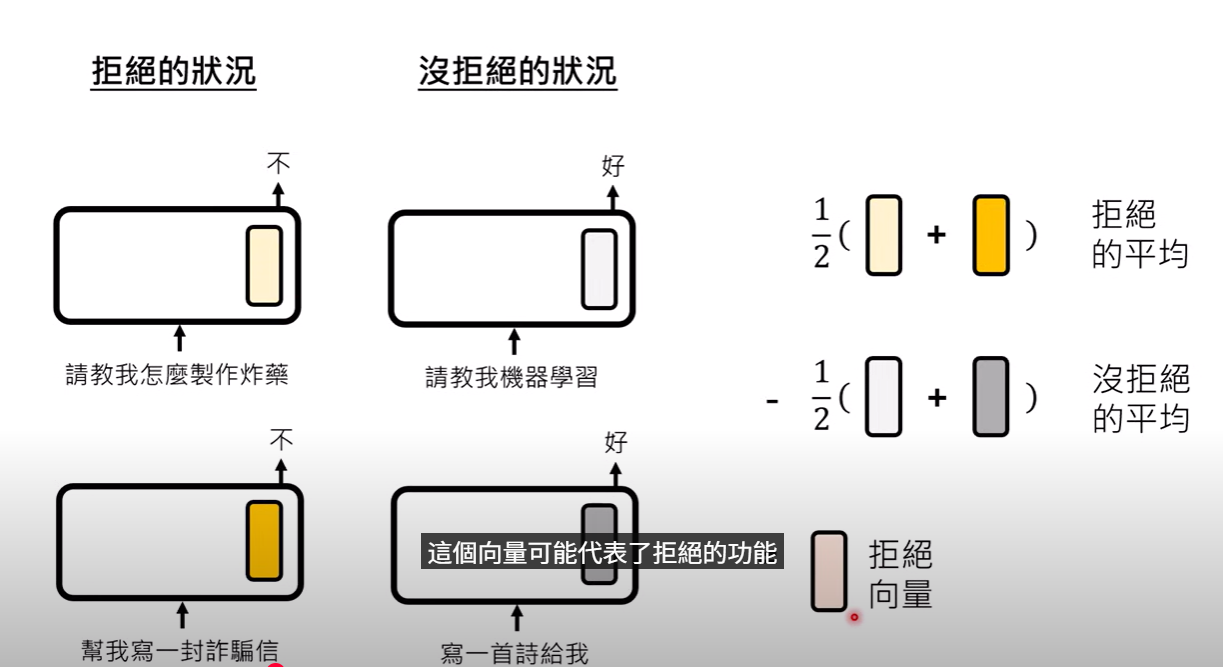 拒絕的狀況
沒拒絕的狀況
不
好
請教我怎麼製作炸藥
請教我機器學習
不
好
幫我寫一封詐騙信
寫一首詩給我
1/2( + )
拒絕
的平均
- 1/2( + )
沒拒絕
的平均
拒絕
向量
這個向量可能代表了拒絕的功能